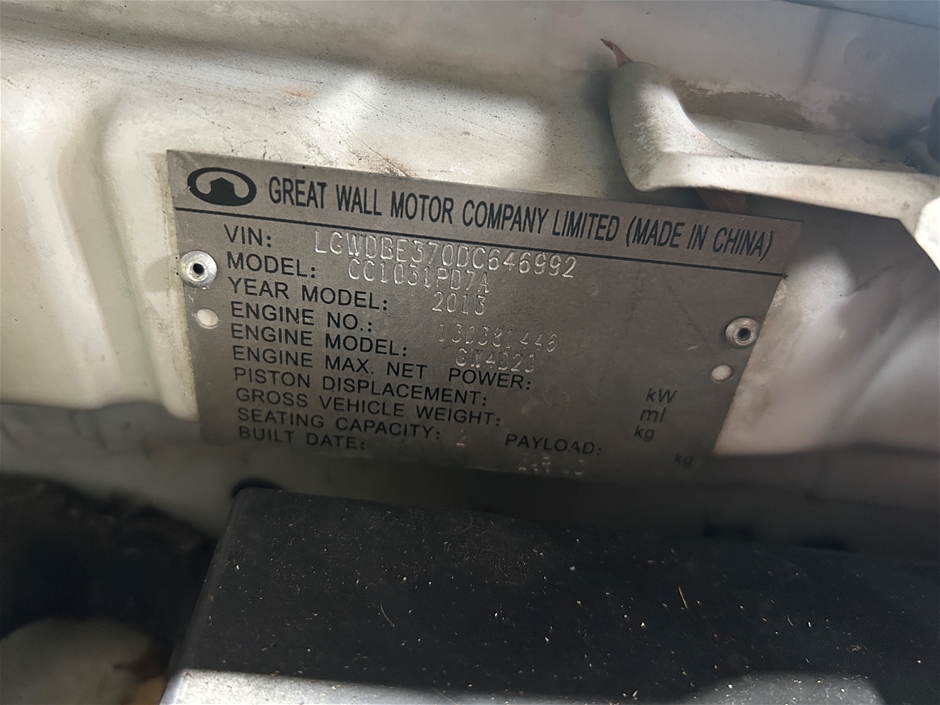 GREAT WALL MOTOR COMPANY LIMITED (MADE IN CHINA)
VIN: LGWDBE370DC646992
MODEL: CC1031PD7A
YEAR MODEL: 2013
ENGINE NO.:
ENGINE MODEL: GW4D20
ENGINE MAX. NET POWER: kW
PISTON DISPLACEMENT: ml
GROSS VEHICLE WEIGHT: kg
SEATING CAPACITY: 2 PAYLOAD: kg
BUILT DATE: